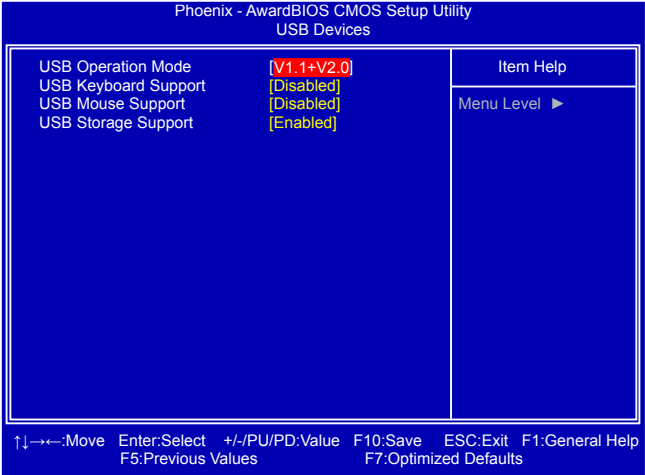 Phoenix - AwardBIOS CMOS Setup Utility
USB Devices
USB Operation Mode [V1.1+V2.0]
USB Keyboard Support [Disabled]
USB Mouse Support [Disabled]
USB Storage Support [Enabled]
Item Help
Menu Level ►
↑↓→←:Move Enter:Select +/-/PU/PD:Value F10:Save ESC:Exit F1:General Help
F5:Previous Values F7:Optimized Defaults